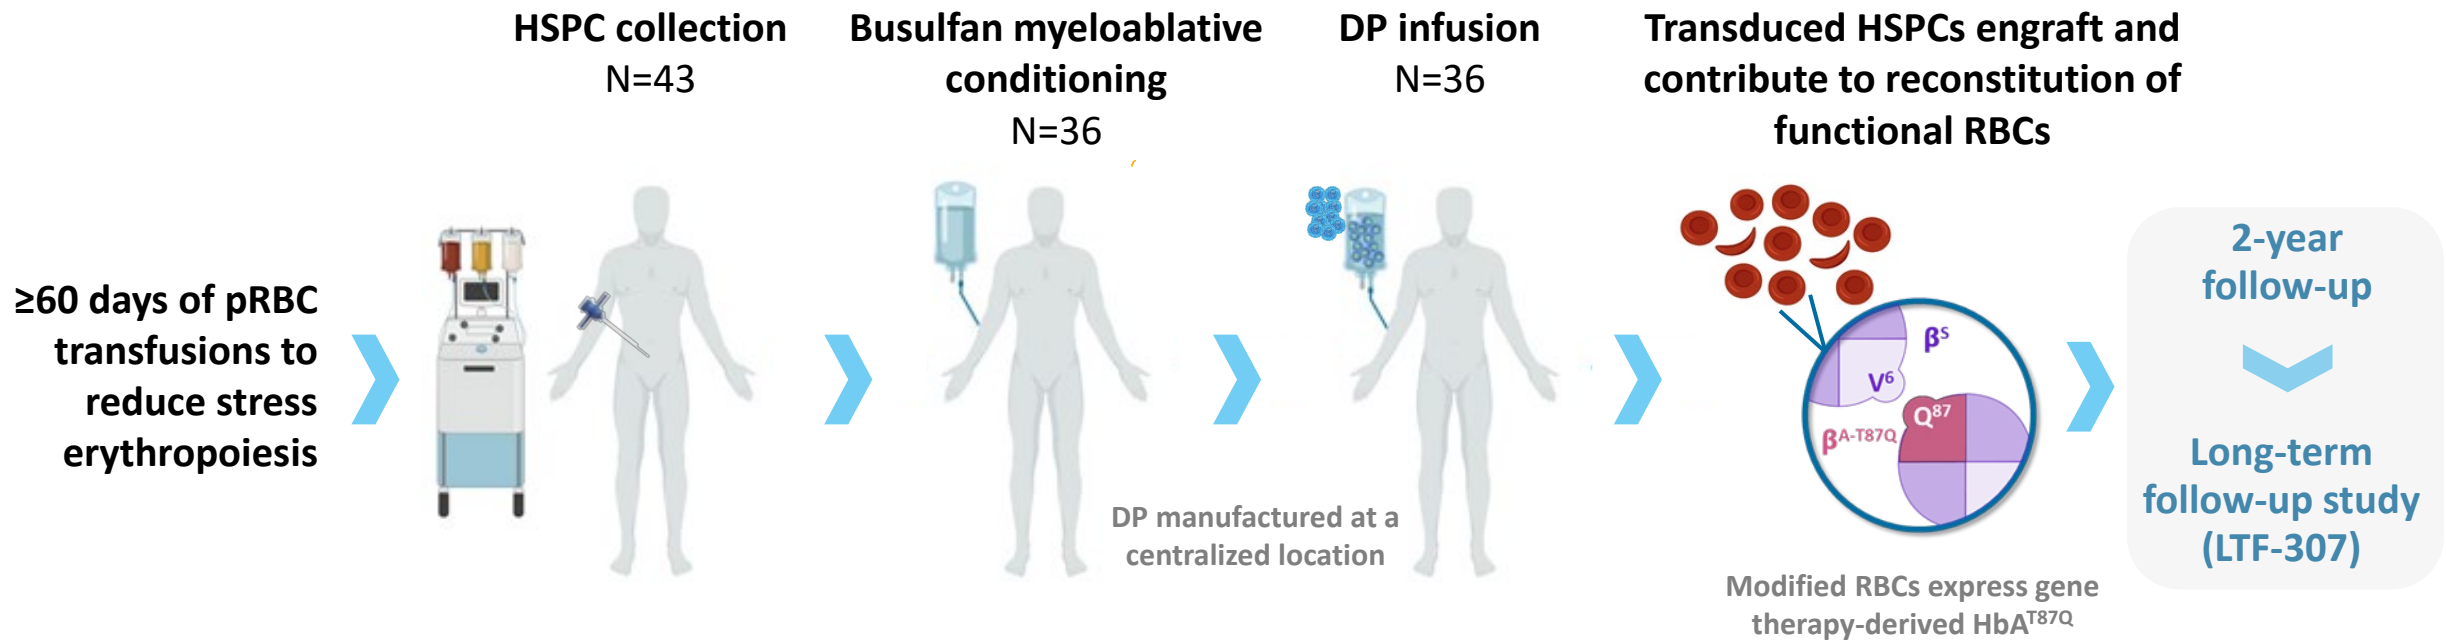 ≥60 days of pRBC
transfusions to
reduce stress
erythropoiesis
HSPC collection
N=43
Busulfan myeloablative
conditioning
N=36
DP manufactured at a
centralized location
DP infusion
N=36
Transduced HSPCs engraft and
contribute to reconstitution of
functional RBCs
βS
V6
Q87
βA-T87Q
Modified RBCs express gene
therapy-derived HbAT87Q
2-year
follow-up
Long-term
follow-up study
(LTF-307)